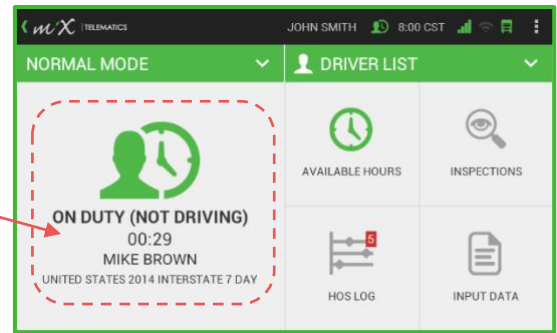 mix TELEMATICS
JOHN SMITH 8:00 CST
NORMAL MODE
DRIVER LIST
ON DUTY (NOT DRIVING)
00:29
MIKE BROWN
UNITED STATES 2014 INTERSTATE 7 DAY
AVAILABLE HOURS
INSPECTIONS
5
HOS LOG
INPUT DATA